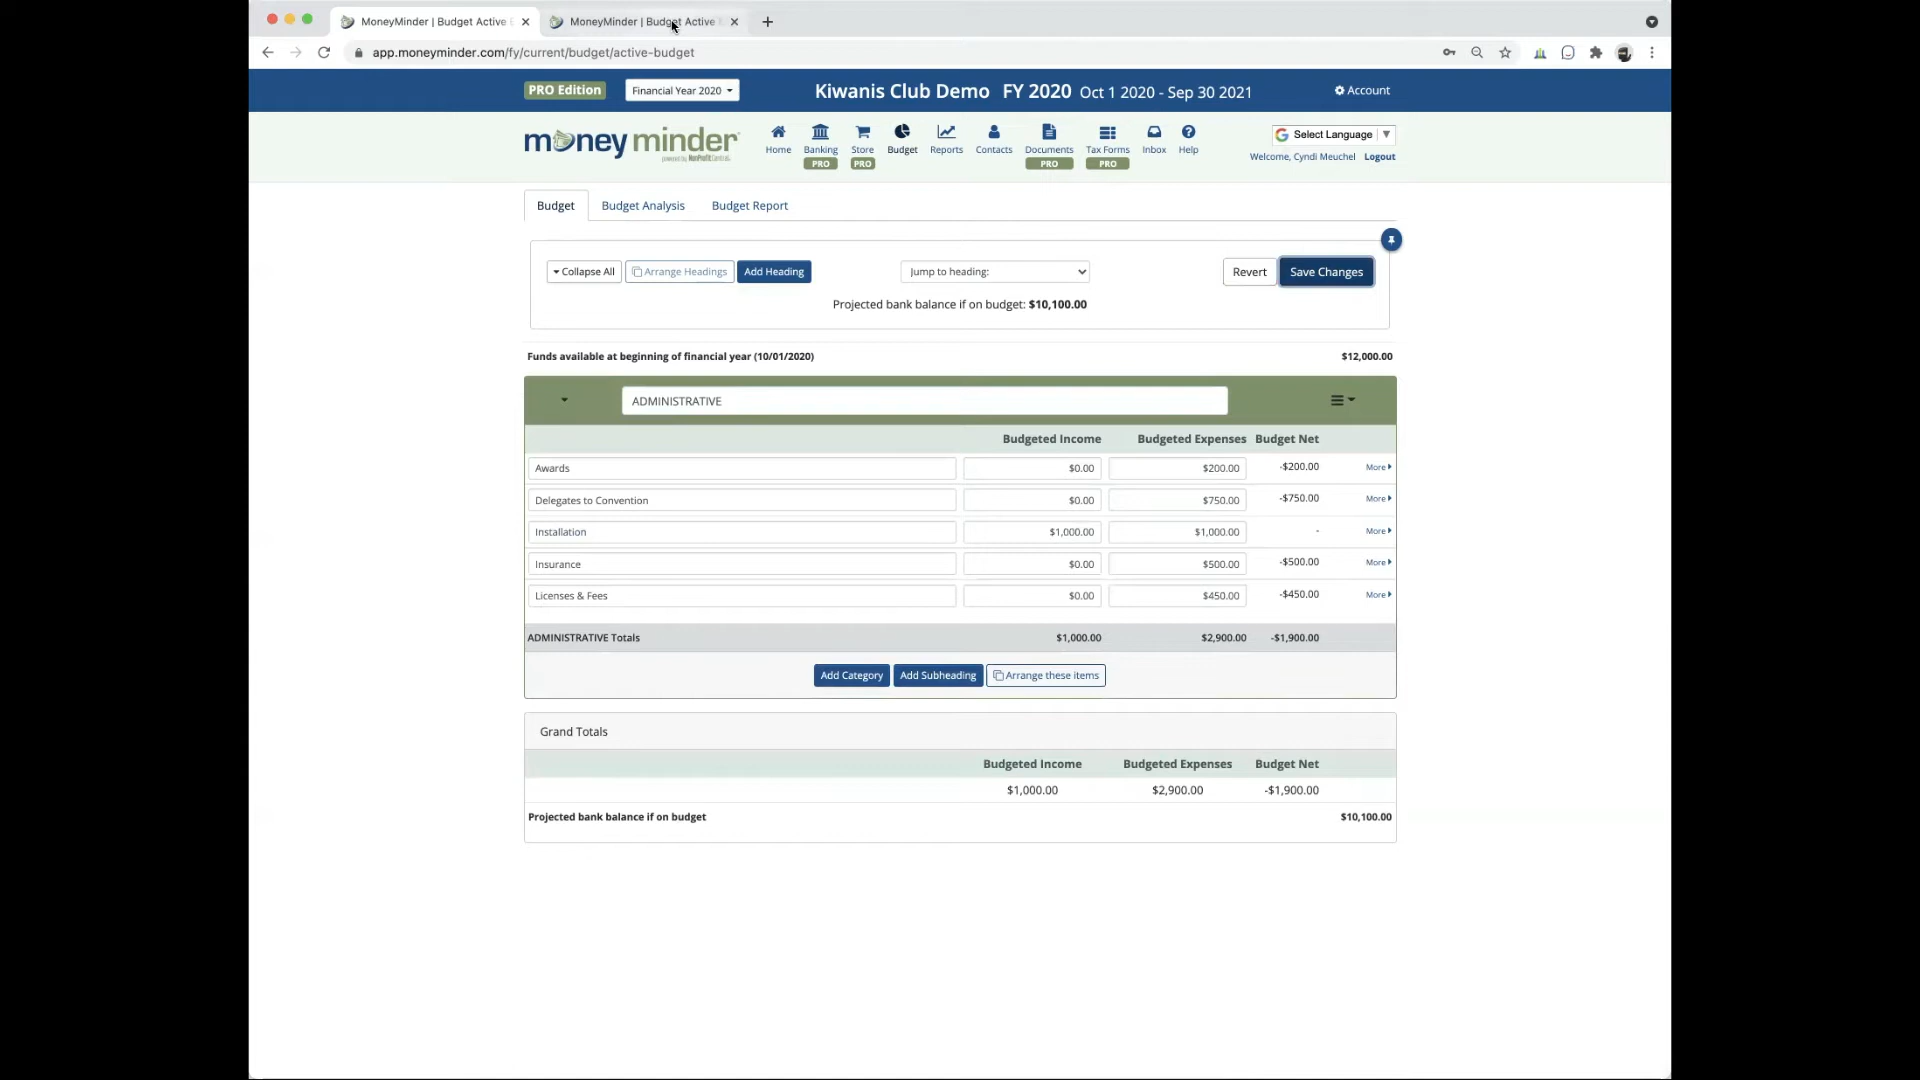 MoneyMinder | Budget Active
MoneyMinder | Budget Active
app.moneyminder.com/fy/current/budget/active-budget
PRO Edition
Financial Year 2020
Kiwanis Club Demo FY 2020 Oct 1 2020 - Sep 30 2021
Account
money minder
powered by NonProfitCentral
Home
Banking
PRO
Store
PRO
Budget
Reports
Contacts
Documents
PRO
Tax Forms
PRO
Inbox
Help
Select Language
Welcome, Cyndi Meuchel Logout
Budget
Budget Analysis
Budget Report
Collapse All
Arrange Headings
Add Heading
Jump to heading:
Revert
Save Changes
Projected bank balance if on budget: $10,100.00
Funds available at beginning of financial year (10/01/2020) $12,000.00
ADMINISTRATIVE
Budgeted Income Budgeted Expenses Budget Net
Awards $0.00 $200.00 -$200.00 More
Delegates to Convention $0.00 $750.00 -$750.00 More
Installation $1,000.00 $1,000.00 - More
Insurance $0.00 $500.00 -$500.00 More
Licenses & Fees $0.00 $450.00 -$450.00 More
ADMINISTRATIVE Totals $1,000.00 $2,900.00 -$1,900.00
Add Category
Add Subheading
Arrange these items
Grand Totals
Budgeted Income Budgeted Expenses Budget Net
$1,000.00 $2,900.00 -$1,900.00
Projected bank balance if on budget $10,100.00